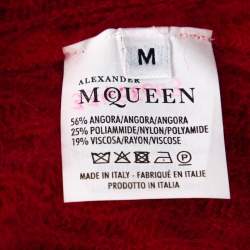 M
ALEXANDER
MCQUEEN
56% ANGORA/ANGORA/ANGORA
25% POLIAMMIDE/NYLON/POLYAMIDE
19% VISCOSA/RAYON/VISCOSE
MADE IN ITALY - FABRIQUÉ EN ITALIE
PRODOTTO IN ITALIA